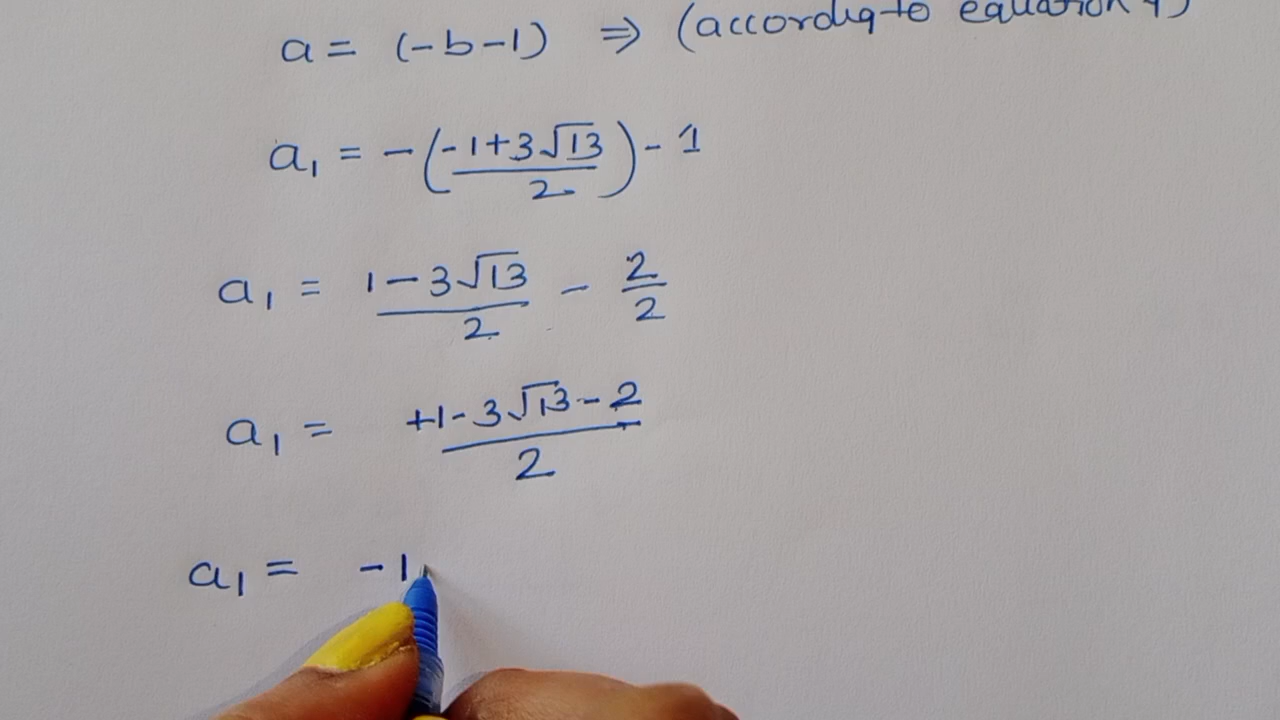 a = (-b-1) ⇒ (accordig to equation 1)
a₁ = -(-1+3√13/2) - 1
a₁ = 1-3√13/2 - 2/2
a₁ = +1-3√13-2/2
a₁ = -1